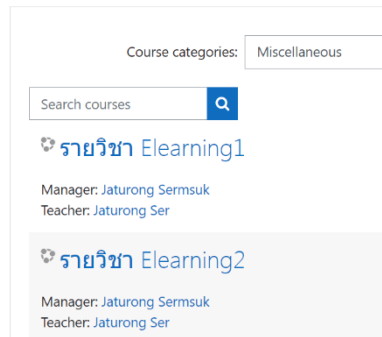 Course categories: Miscellaneous
Search courses
รายวิชา Elearning1
Manager: Jaturong Sermsuk
Teacher: Jaturong Ser
รายวิชา Elearning2
Manager: Jaturong Sermsuk
Teacher: Jaturong Ser